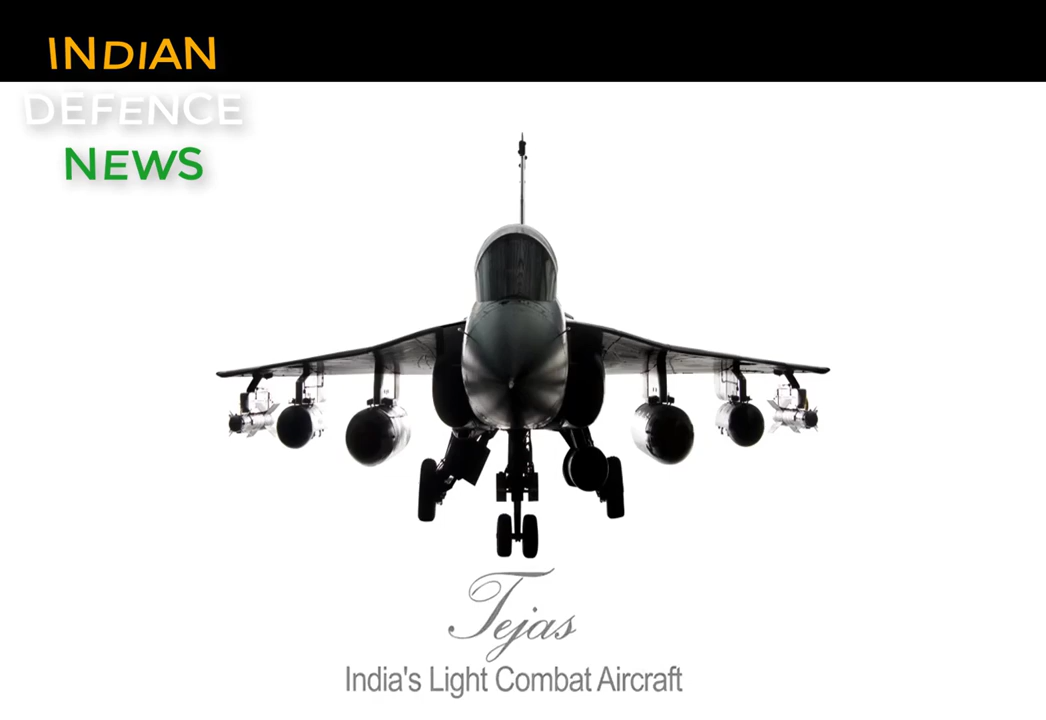 INDIAN
DEFENCE
NEWS
Tejas
India's Light Combat Aircraft